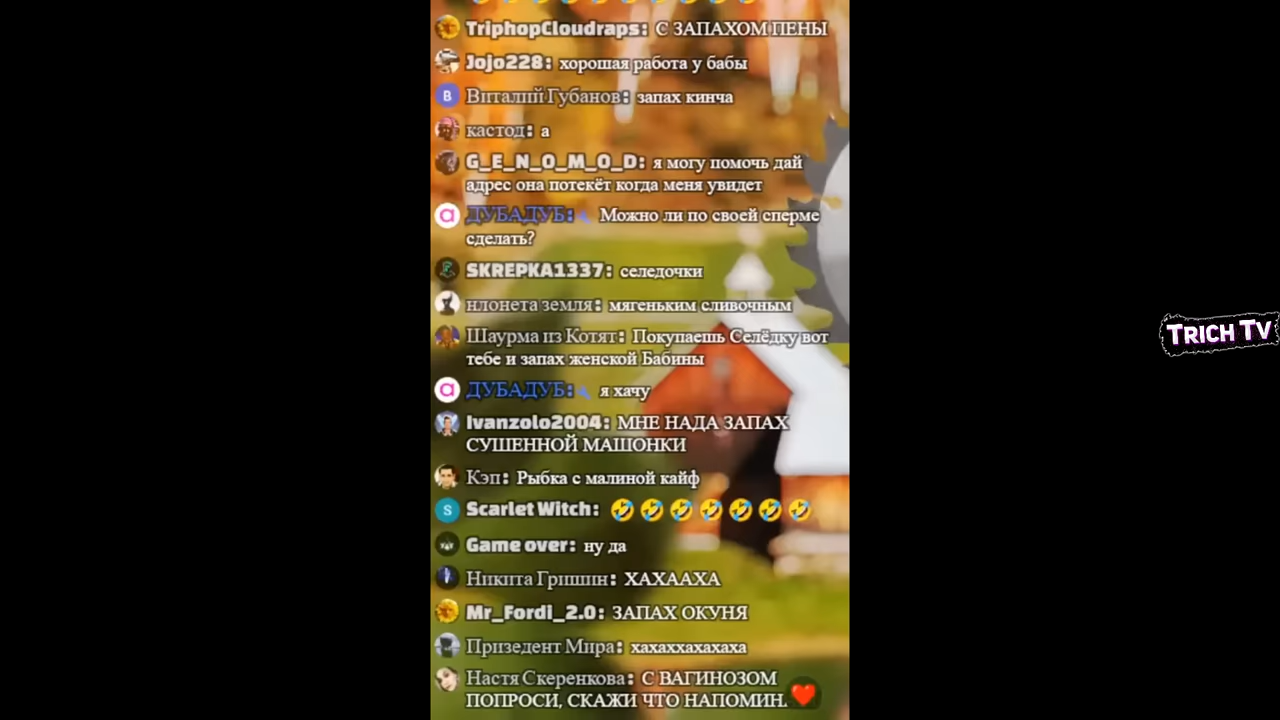 TriphopCloudraps: С ЗАПАХОМ ПЕНЫ
Jojo228: хорошая работа у бабы
В Виталий Губанов: запах кинча
кастод: а
G_E_N_O_M_O_D: я могу помочь дай
адрес она потекёт когда меня увидет
ДУБАДУБ: Можно ли по своей сперме
сделать?
SKREPKA1337: селедочки
нлонета земля: мягеньким сливочным
Шаурма из Котят: Покупаешь Селёдку вот
тебе и запах женской Бабины
ДУБАДУБ: я хачу
Ivanzolo2004: МНЕ НАДА ЗАПАХ
СУШЕННОЙ МАШОНКИ
Кэп: Рыбка с малиной кайф
S Scarlet Witch: 🤣🤣🤣🤣🤣🤣🤣
Game over: ну да
Никита Гришин: ХАХААХА
Mr_Fordi_2.0: ЗАПАХ ОКУНЯ
Призедент Мира: хахаххахахаха
Настя Скеренкова: С ВАГИНОЗОМ
ПОПРОСИ, СКАЖИ ЧТО НАПОМИН.
TRICH TV